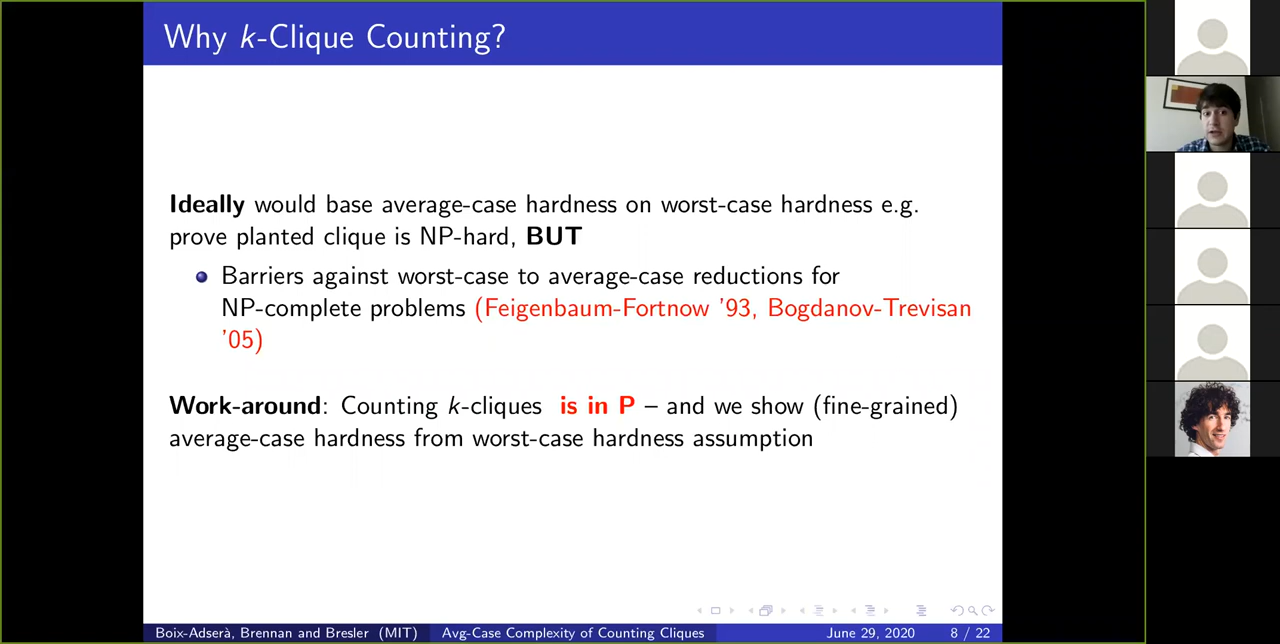 Why k-Clique Counting?
Ideally would base average-case hardness on worst-case hardness e.g.
prove planted clique is NP-hard, BUT
Barriers against worst-case to average-case reductions for
NP-complete problems (Feigenbaum-Fortnow '93, Bogdanov-Trevisan
'05)
Work-around: Counting k-cliques is in P – and we show (fine-grained)
average-case hardness from worst-case hardness assumption
Boix-Adserà, Brennan and Bresler (MIT) Avg-Case Complexity of Counting Cliques June 29, 2020 8 / 22